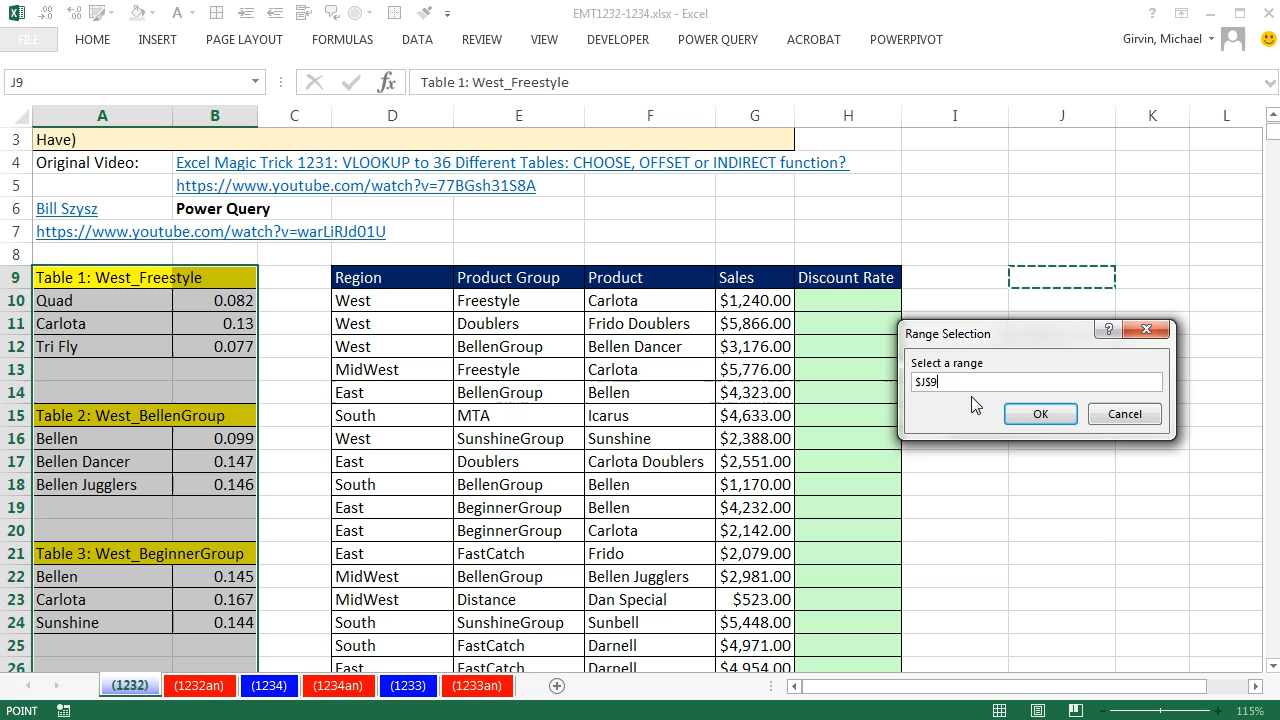 EMT1232-1234.xlsx - Excel
FILE HOME INSERT PAGE LAYOUT FORMULAS DATA REVIEW VIEW DEVELOPER POWER QUERY ACROBAT POWERPIVOT Girvin, Michael
J9 fx Table 1: West_Freestyle
A B C D E F G H I J K L
3 Have)
4 Original Video: Excel Magic Trick 1231: VLOOKUP to 36 Different Tables: CHOOSE, OFFSET or INDIRECT function?
5 https://www.youtube.com/watch?v=77BGsh31S8A
6 Bill Szysz Power Query
7 https://www.youtube.com/watch?v=warLiRJd01U
8
9 Table 1: West_Freestyle Region Product Group Product Sales Discount Rate
10 Quad 0.082 West Freestyle Carlota $1,240.00
11 Carlota 0.13 West Doublers Frido Doublers $5,866.00
12 Tri Fly 0.077 West BellenGroup Bellen Dancer $3,176.00
13 MidWest Freestyle Carlota $5,776.00
14 East BellenGroup Bellen $4,323.00
15 Table 2: West_BellenGroup South MTA Icarus $4,633.00
16 Bellen 0.099 West SunshineGroup Sunshine $2,388.00
17 Bellen Dancer 0.147 East Doublers Carlota Doublers $2,551.00
18 Bellen Jugglers 0.146 South BellenGroup Bellen $1,170.00
19 East BeginnerGroup Bellen $4,232.00
20 East BeginnerGroup Carlota $2,142.00
21 Table 3: West_BeginnerGroup East FastCatch Frido $2,079.00
22 Bellen 0.145 MidWest BellenGroup Bellen Jugglers $2,981.00
23 Carlota 0.167 MidWest Distance Dan Special $523.00
24 Sunshine 0.144 South SunshineGroup Sunbell $5,448.00
25 South FastCatch Darnell $4,971.00
26 East FastCatch Darnell $4,954.00
Range Selection
Select a range
$J$9
OK Cancel
(1232) (1232an) (1234) (1234an) (1233) (1233an)
POINT 115%